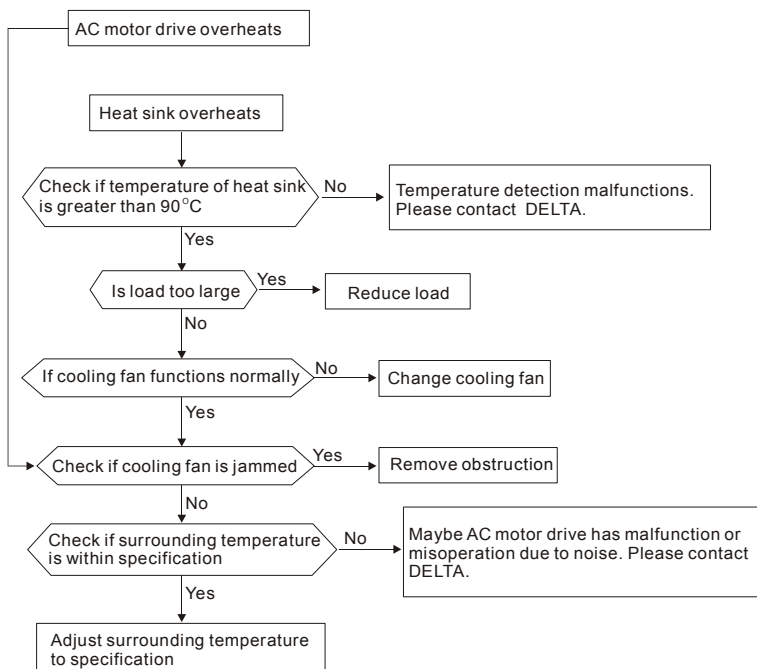 AC motor drive overheats
Heat sink overheats
Check if temperature of heat sink
is greater than 90°C
No
Temperature detection malfunctions.
Please contact DELTA.
Yes
Is load too large
Yes
Reduce load
No
If cooling fan functions normally
No
Change cooling fan
Yes
Check if cooling fan is jammed
Yes
Remove obstruction
No
Check if surrounding temperature
is within specification
No
Maybe AC motor drive has malfunction or
misoperation due to noise. Please contact
DELTA.
Yes
Adjust surrounding temperature
to specification